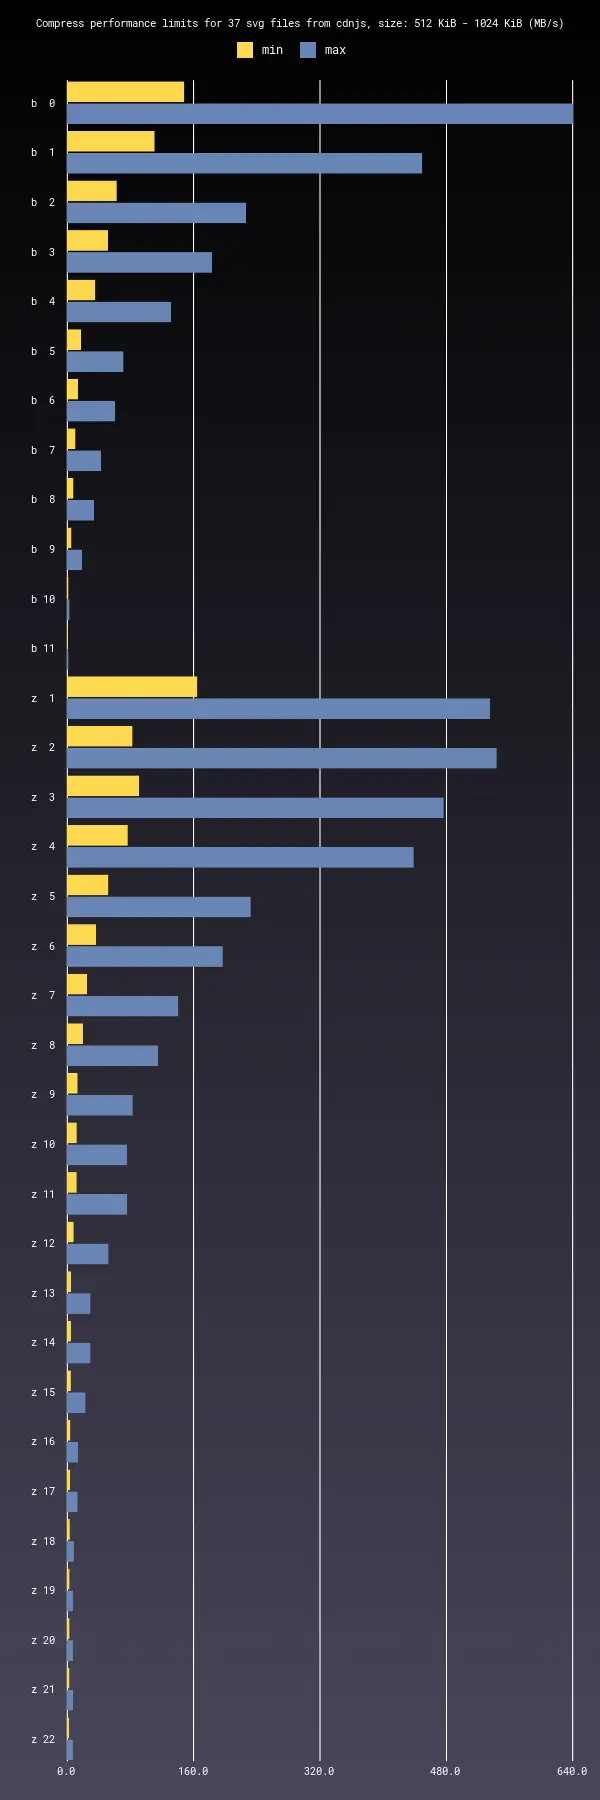 Compress performance limits for 37 svg files from cdnjs, size: 512 KiB - 1024 KiB (MB/s)
min max
b 0
b 1
b 2
b 3
b 4
b 5
b 6
b 7
b 8
b 9
b 10
b 11
z 1
z 2
z 3
z 4
z 5
z 6
z 7
z 8
z 9
z 10
z 11
z 12
z 13
z 14
z 15
z 16
z 17
z 18
z 19
z 20
z 21
z 22
0.0 160.0 320.0 480.0 640.0